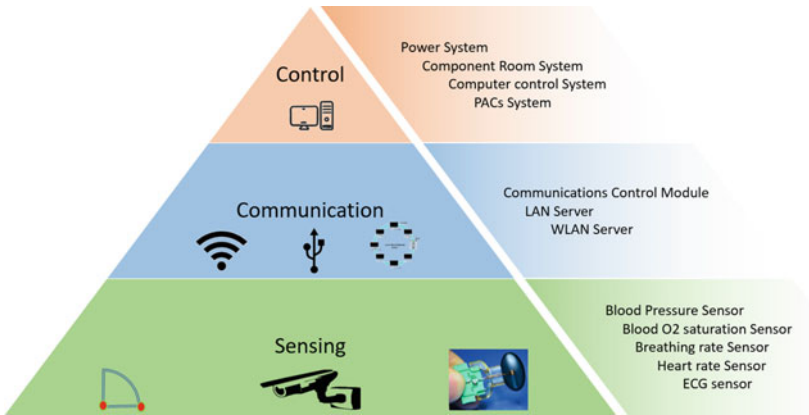 Control
Power System
Component Room System
Computer control System
PACs System
Communication
Communications Control Module
LAN Server
WLAN Server
Sensing
Blood Pressure Sensor
Blood O2 saturation Sensor
Breathing rate Sensor
Heart rate Sensor
ECG sensor